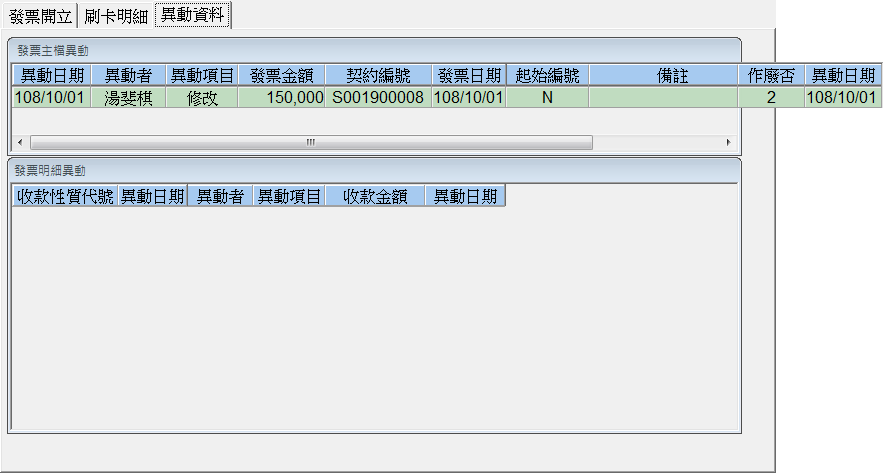 發票開立 刷卡明細 異動資料
發票主檔異動
異動日期 異動者 異動項目 發票金額 契約編號 發票日期 起始編號 備註 作廢否 異動日期
108/10/01 湯斐棋 修改 150,000 S001900008 108/10/01 N 2 108/10/01
發票明細異動
收款性質代號 異動日期 異動者 異動項目 收款金額 異動日期